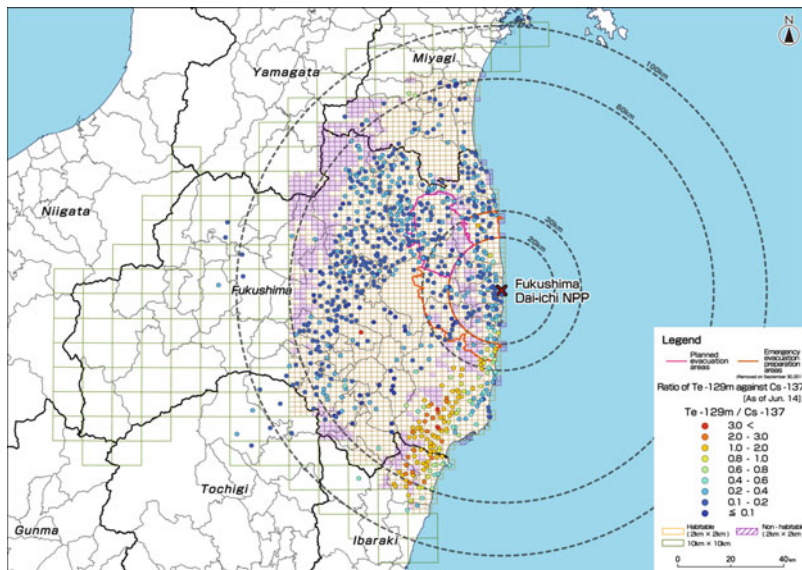 N
Yamagata
Miyagi
100km
80km
Niigata
30km
20km
Fukushima
Fukushima
Dai-ichi NPP
Tochigi
Gunma
Ibaraki
Legend
Planned
evacuation
areas
Emergency
evacuation
preparation
areas
Ratio of Te -129m against Cs -137
[As of Jun. 14]
Te -129m / Cs -137
3.0 <
2.0 - 3.0
1.0 - 2.0
0.8 - 1.0
0.6 - 0.8
0.4 - 0.6
0.2 - 0.4
0.1 - 0.2
≤ 0.1
Habitable
( 2km × 2km )
Non - habitable
( 2km × 2km )
10km × 10km
0 20 40
km